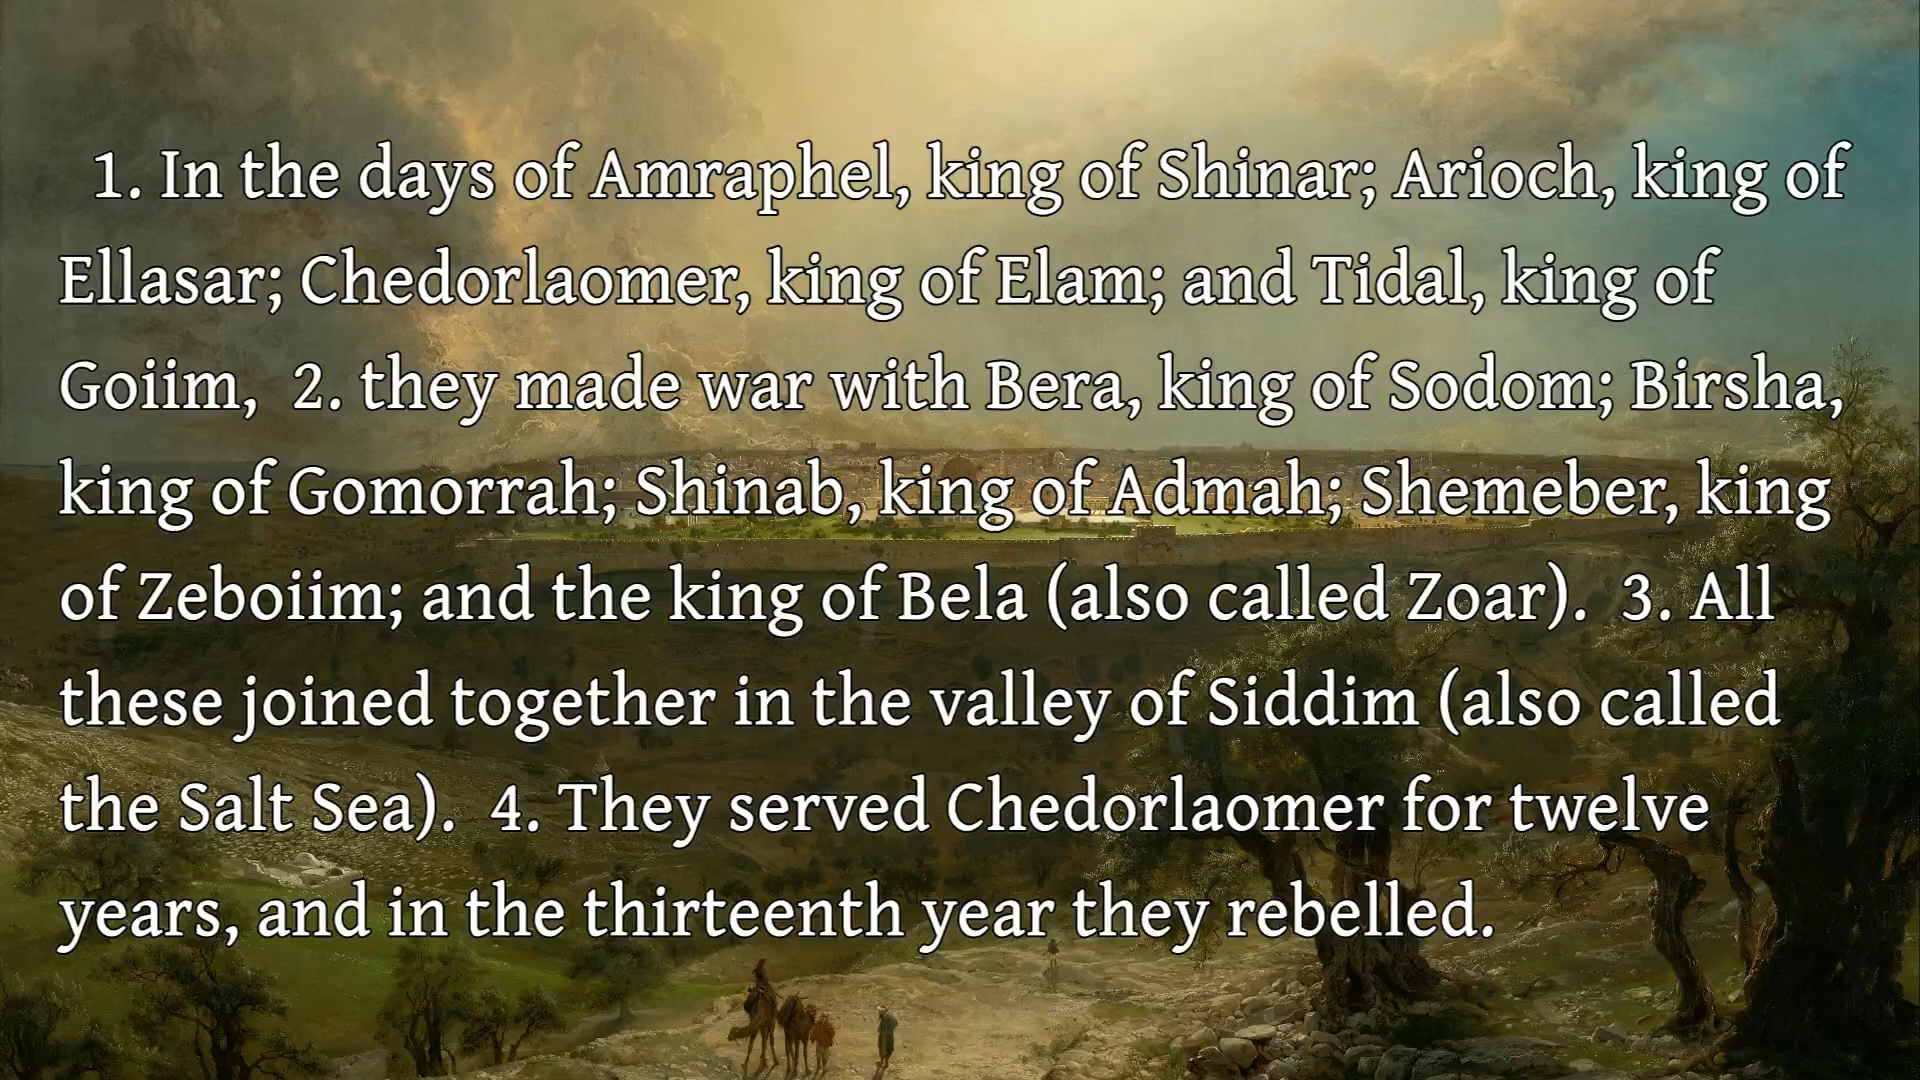 1. In the days of Amraphel, king of Shinar; Arioch, king of
Ellasar; Chedorlaomer, king of Elam; and Tidal, king of
Goiim, 2. they made war with Bera, king of Sodom; Birsha,
king of Gomorrah; Shinab, king of Admah; Shemeber, king
of Zeboiim; and the king of Bela (also called Zoar). 3. All
these joined together in the valley of Siddim (also called
the Salt Sea). 4. They served Chedorlaomer for twelve
years, and in the thirteenth year they rebelled.